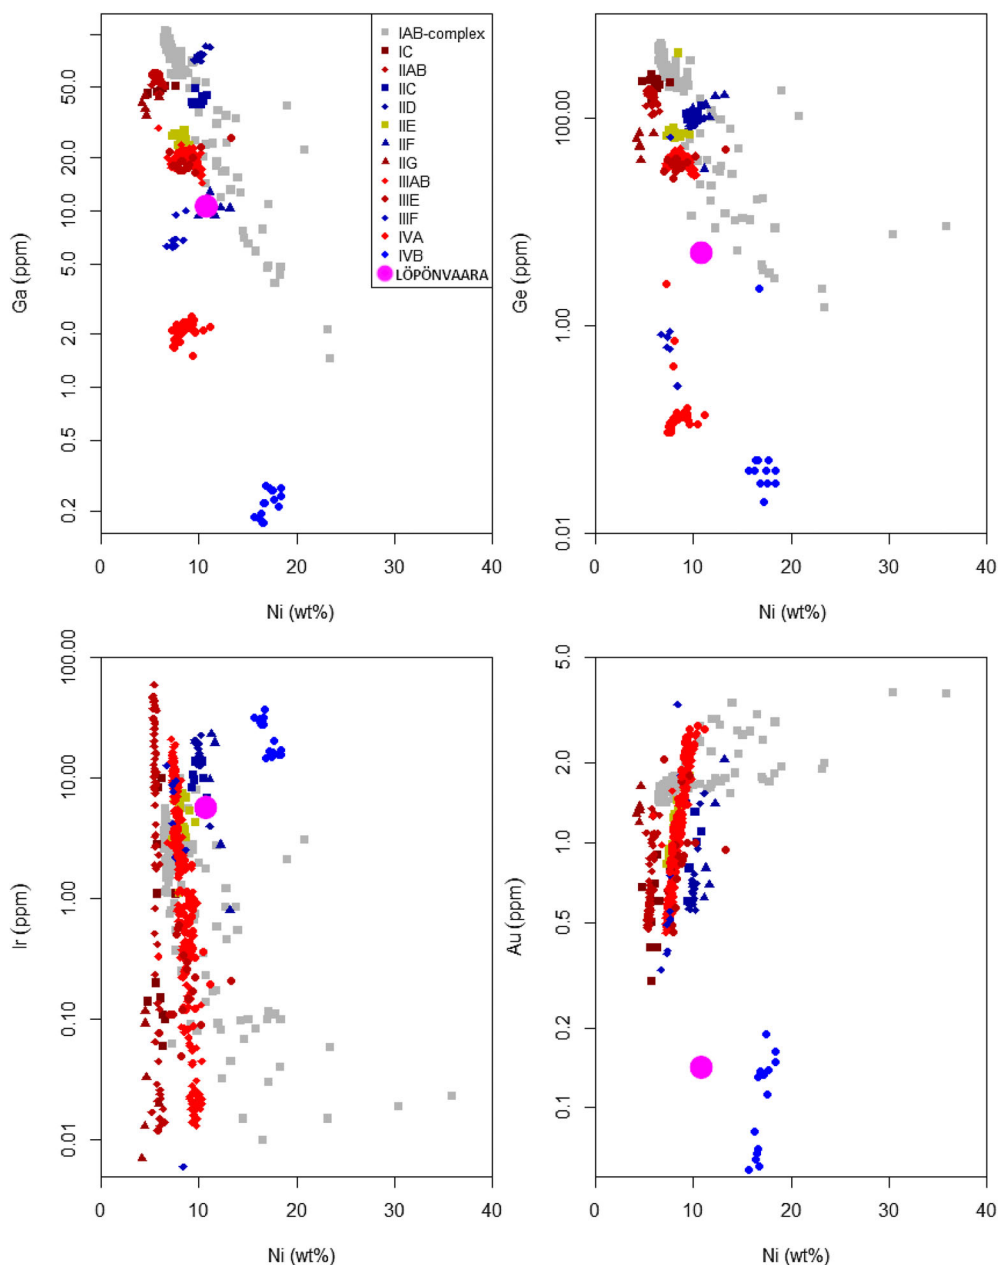 50.0
20.0
10.0
5.0
2.0
1.0
0.5
0.2
Ga (ppm)
0
10
20
30
40
Ni (wt%)
IAB-complex
IC
IIAB
IIC
IID
IIE
IIF
IIG
IIIAB
IIIE
IIIF
IVA
IVB
LÖPÖNVAARA
100.00
1.00
0.01
Ge (ppm)
0
10
20
30
40
Ni (wt%)
100.00
10.00
1.00
0.10
0.01
Ir (ppm)
0
10
20
30
40
Ni (wt%)
5.0
2.0
1.0
0.5
0.2
0.1
Au (ppm)
0
10
20
30
40
Ni (wt%)